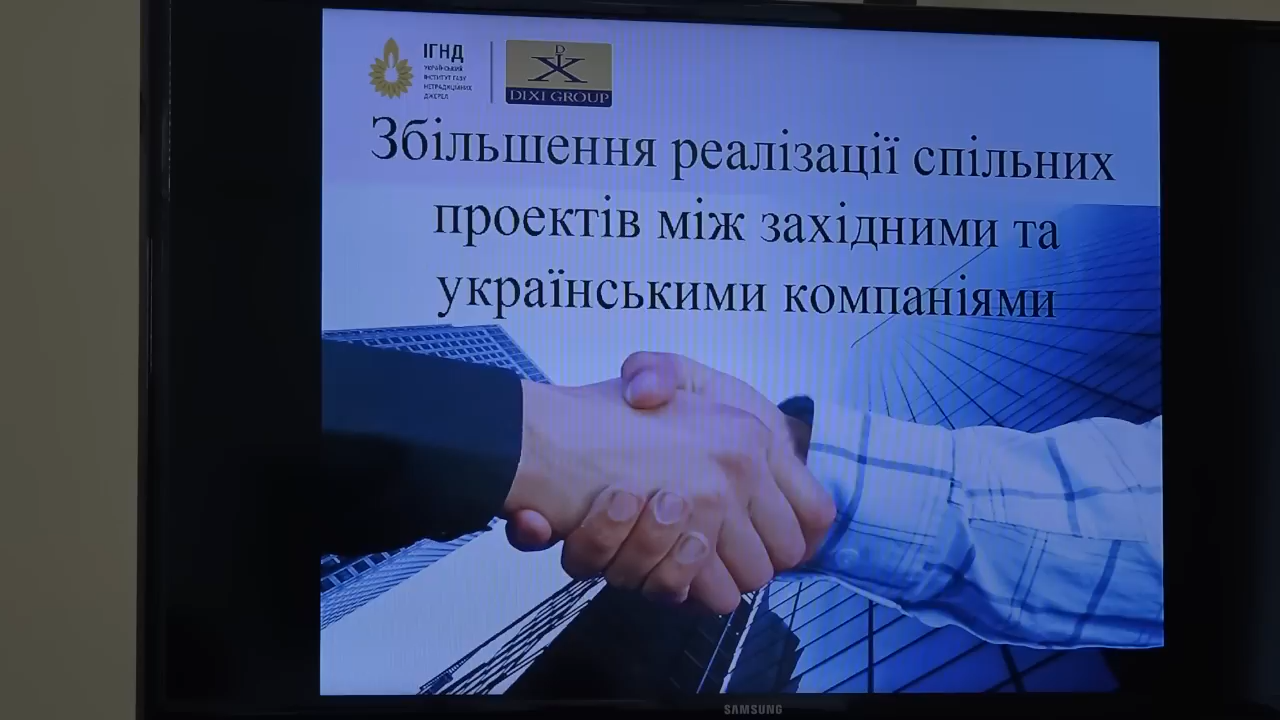 ІГНД
УКРАЇНСЬКИЙ
ІНСТИТУТ ГАЗУ
НЕТРАДИЦІЙНИХ
ДЖЕРЕЛ
D
X
DIXI GROUP
Збільшення реалізації спільних
проектів між західними та
українськими компаніями
SAMSUNG